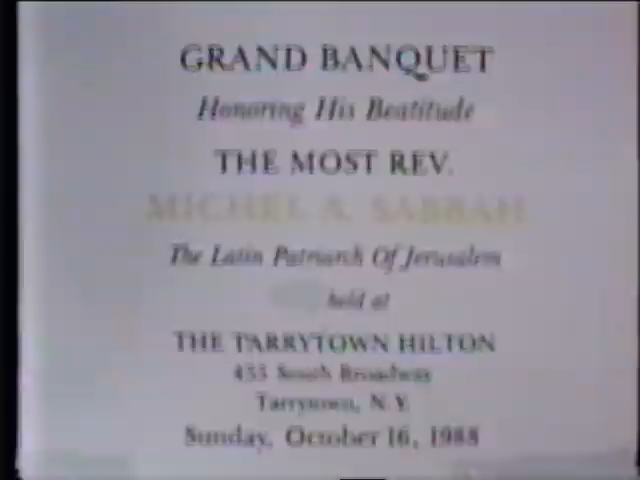 GRAND BANQUET
Honoring His Beatitude
THE MOST REV.
MICHEL A. SABBAH
The Latin Patriarch Of Jerusalem
held at
THE TARRYTOWN HILTON
455 South Broadway
Tarrytown, N.Y.
Sunday, October 16, 1988